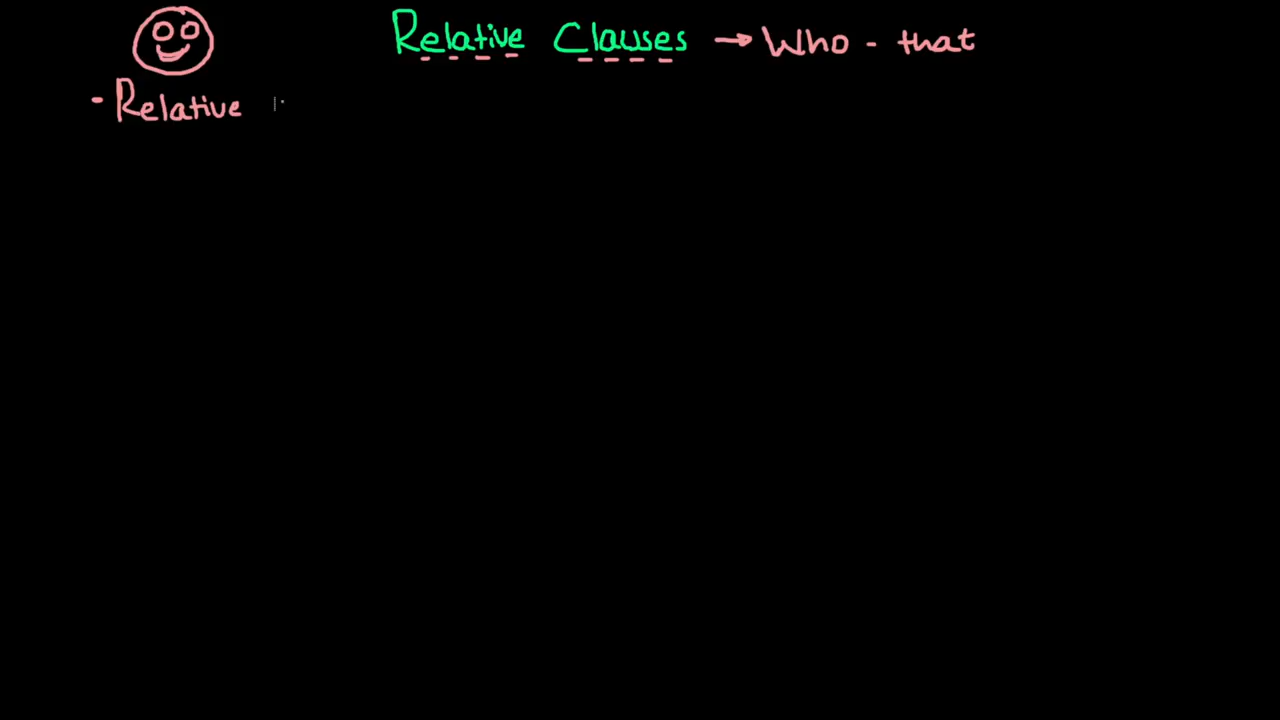 Relative Clauses → Who - that
- Relative